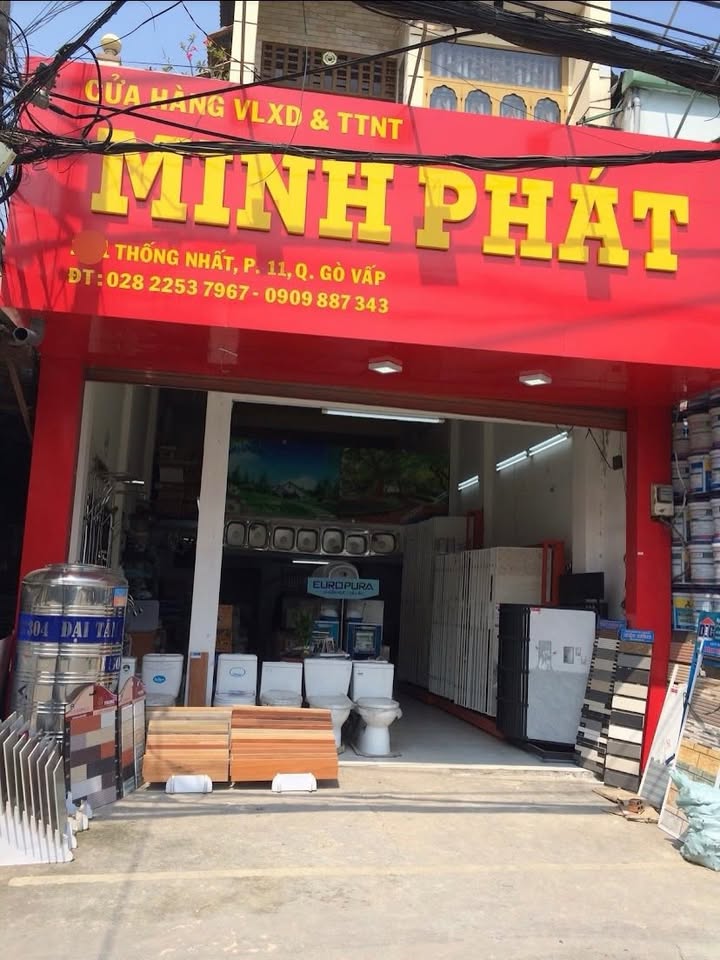 CỬA HÀNG VLXD & TTNT
MINH PHÁT
THỐNG NHẤT, P. 11, Q. GÒ VẤP
ĐT : 028 2253 7967 - 0909 887 343
EUROPURA
304 ĐẠI